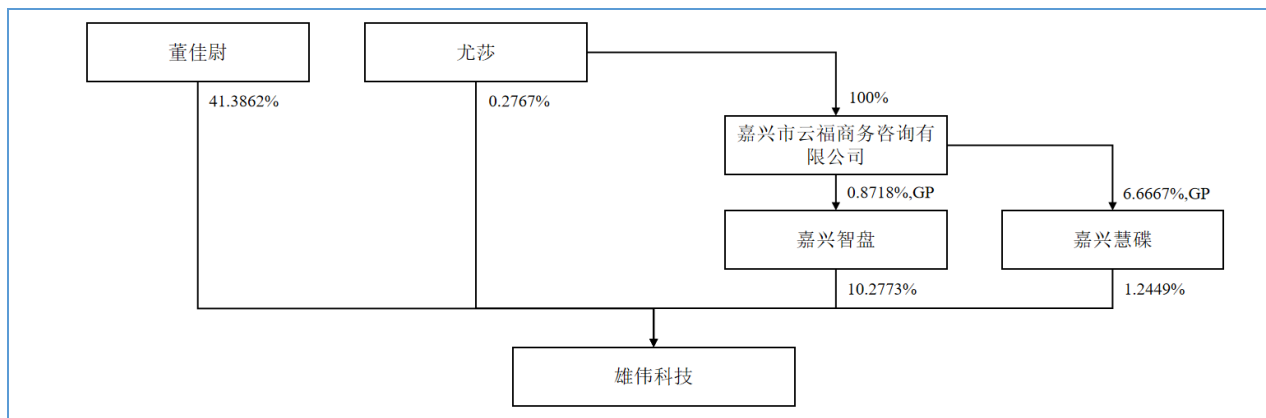 董佳尉
尤莎
41.3862%
0.2767%
100%
嘉兴市云福商务咨询有
限公司
0.8718%,GP
6.6667%,GP
嘉兴智盘
嘉兴慧碟
10.2773%
1.2449%
雄伟科技